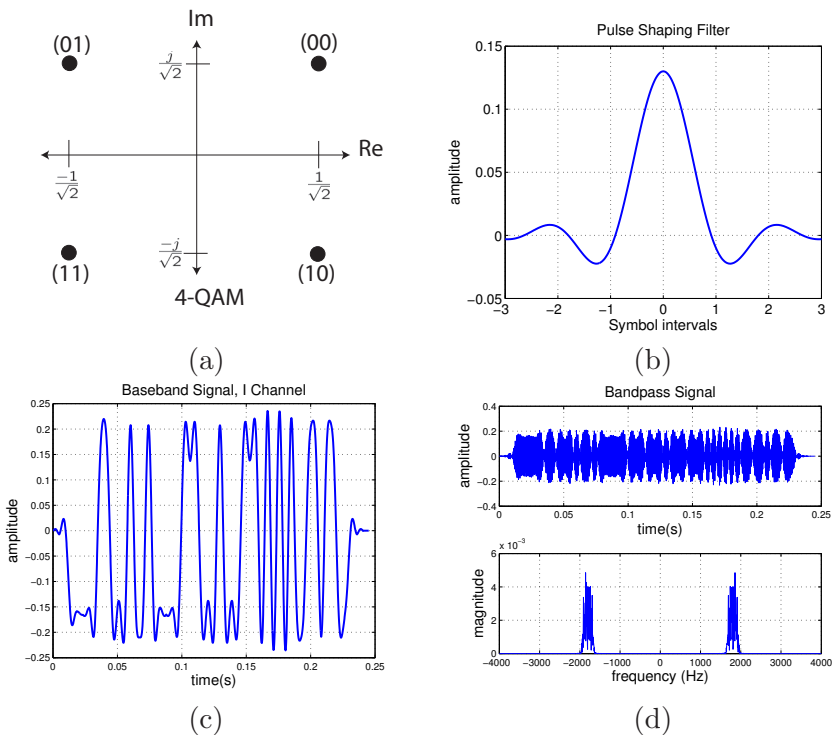 Im
(01)
(00)
j/√2
Re
-1/√2
1/√2
-j/√2
(11)
(10)
4-QAM
(a)
Pulse Shaping Filter
0.15
0.1
0.05
0
−0.05
amplitude
−3 −2 −1 0 1 2 3
Symbol intervals
(b)
Baseband Signal, I Channel
0.25
0.2
0.15
0.1
0.05
0
−0.05
−0.1
−0.15
−0.2
−0.25
amplitude
0 0.05 0.1 0.15 0.2 0.25
time(s)
(c)
Bandpass Signal
0.4
0.2
0
−0.2
−0.4
amplitude
0 0.05 0.1 0.15 0.2 0.25
time(s)
x 10⁻³
6
4
2
0
magnitude
−4000 −3000 −2000 −1000 0 1000 2000 3000 4000
frequency (Hz)
(d)